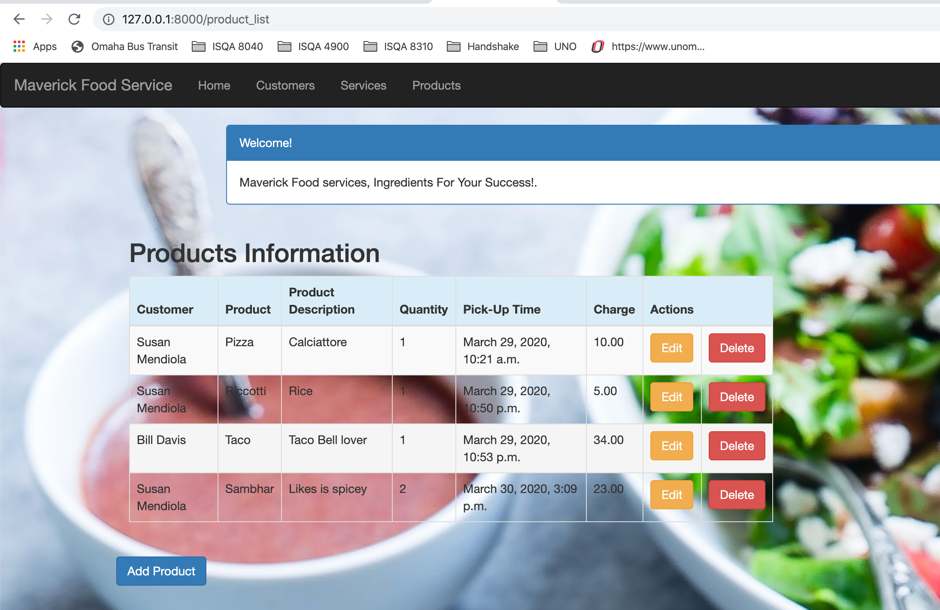 127.0.0.1:8000/product_list
Apps Omaha Bus Transit ISQA 8040 ISQA 4900 ISQA 8310 Handshake UNO https://www.unom...
Maverick Food Service Home Customers Services Products
Welcome!
Maverick Food services, Ingredients For Your Success!.
Products Information
Customer Product Product Description Quantity Pick-Up Time Charge Actions
Susan Mendiola Pizza Calciattore 1 March 29, 2020, 10:21 a.m. 10.00 Edit Delete
Susan Mendiola Riccotti Rice 1 March 29, 2020, 10:50 p.m. 5.00 Edit Delete
Bill Davis Taco Taco Bell lover 1 March 29, 2020, 10:53 p.m. 34.00 Edit Delete
Susan Mendiola Sambhar Likes is spicey 2 March 30, 2020, 3:09 p.m. 23.00 Edit Delete
Add Product